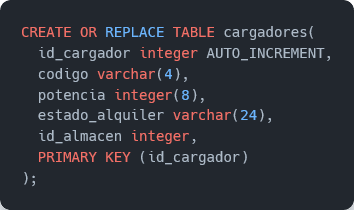 CREATE OR REPLACE TABLE cargadores(
  id_cargador integer AUTO_INCREMENT,
  codigo varchar(4),
  potencia integer(8),
  estado_alquiler varchar(24),
  id_almacen integer,
  PRIMARY KEY (id_cargador)
);